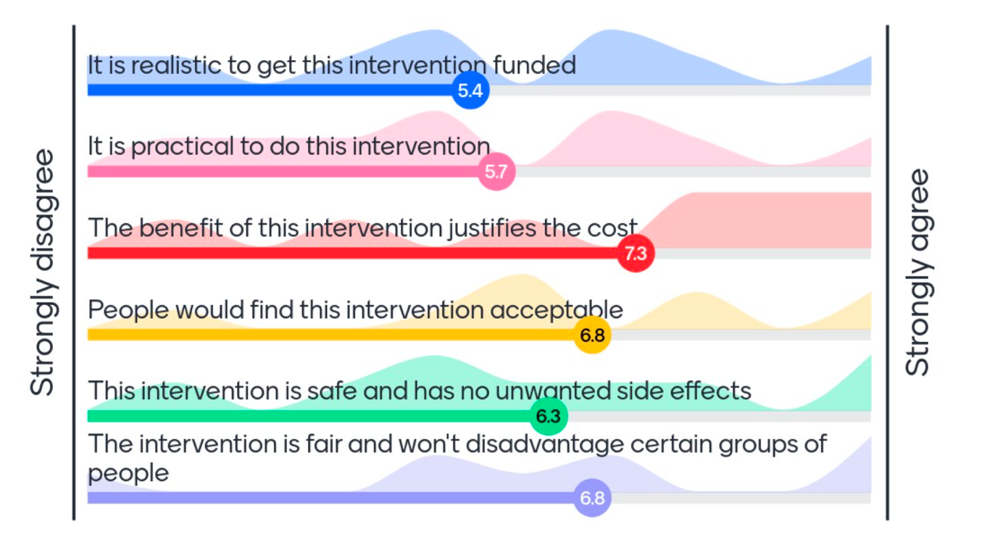 Strongly disagree
It is realistic to get this intervention funded
5.4
It is practical to do this intervention
5.7
The benefit of this intervention justifies the cost
7.3
People would find this intervention acceptable
6.8
This intervention is safe and has no unwanted side effects
6.3
The intervention is fair and won't disadvantage certain groups of
people
6.8
Strongly agree